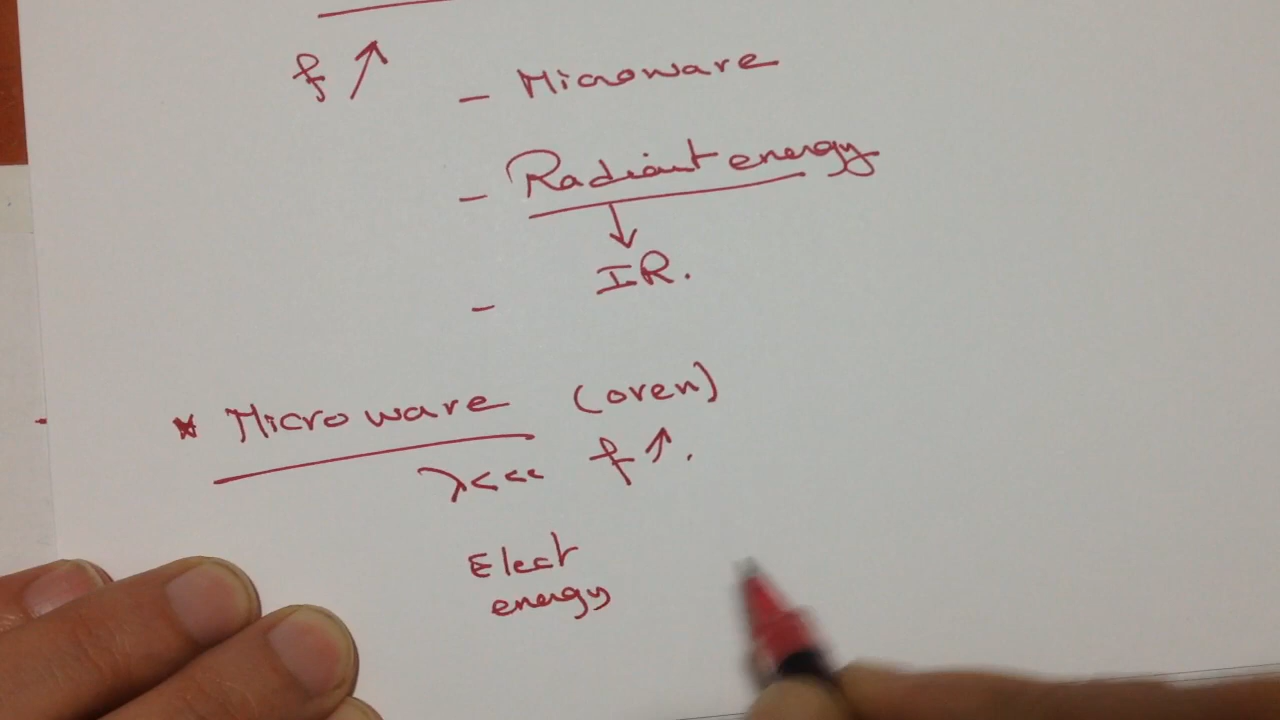 f ↑
- Microware
- Radiant energy
↓
IR.
-
* Microware (oven)
λ<<< f ↑.
Elect
energy